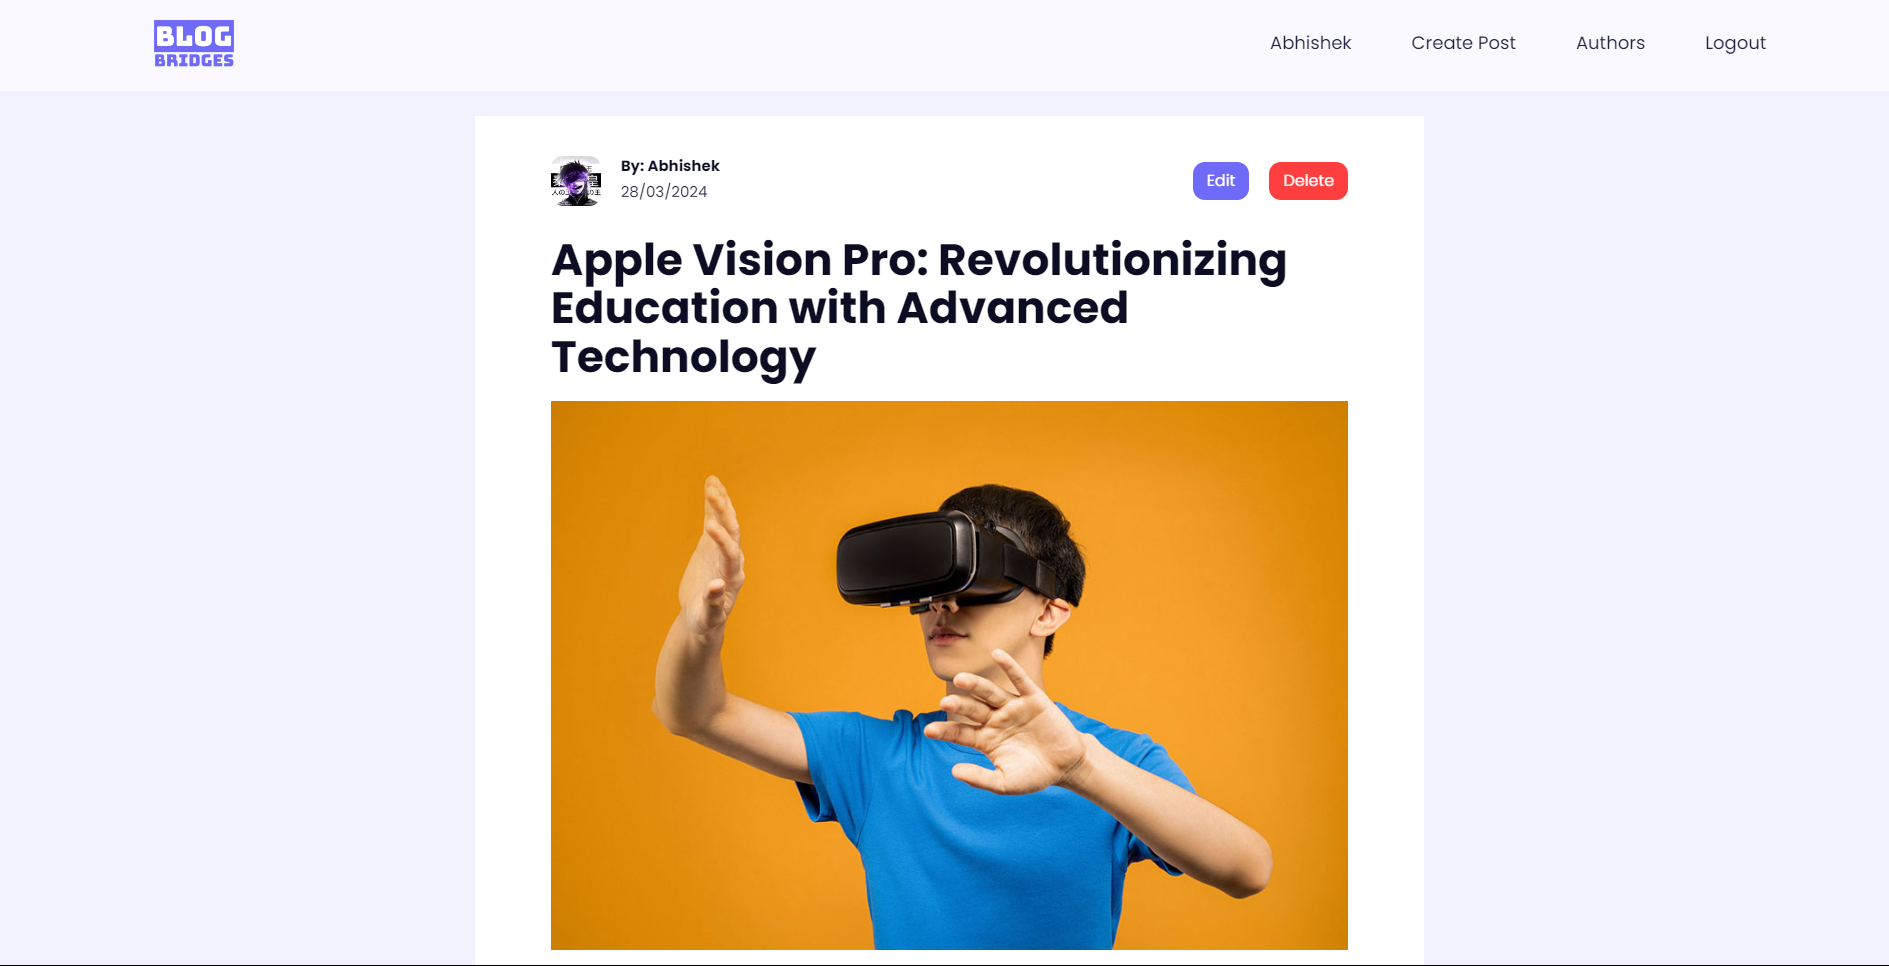 BLOG
BRIDGES
Abhishek
Create Post
Authors
Logout
By: Abhishek
28/03/2024
Edit
Delete
Apple Vision Pro: Revolutionizing
Education with Advanced
Technology